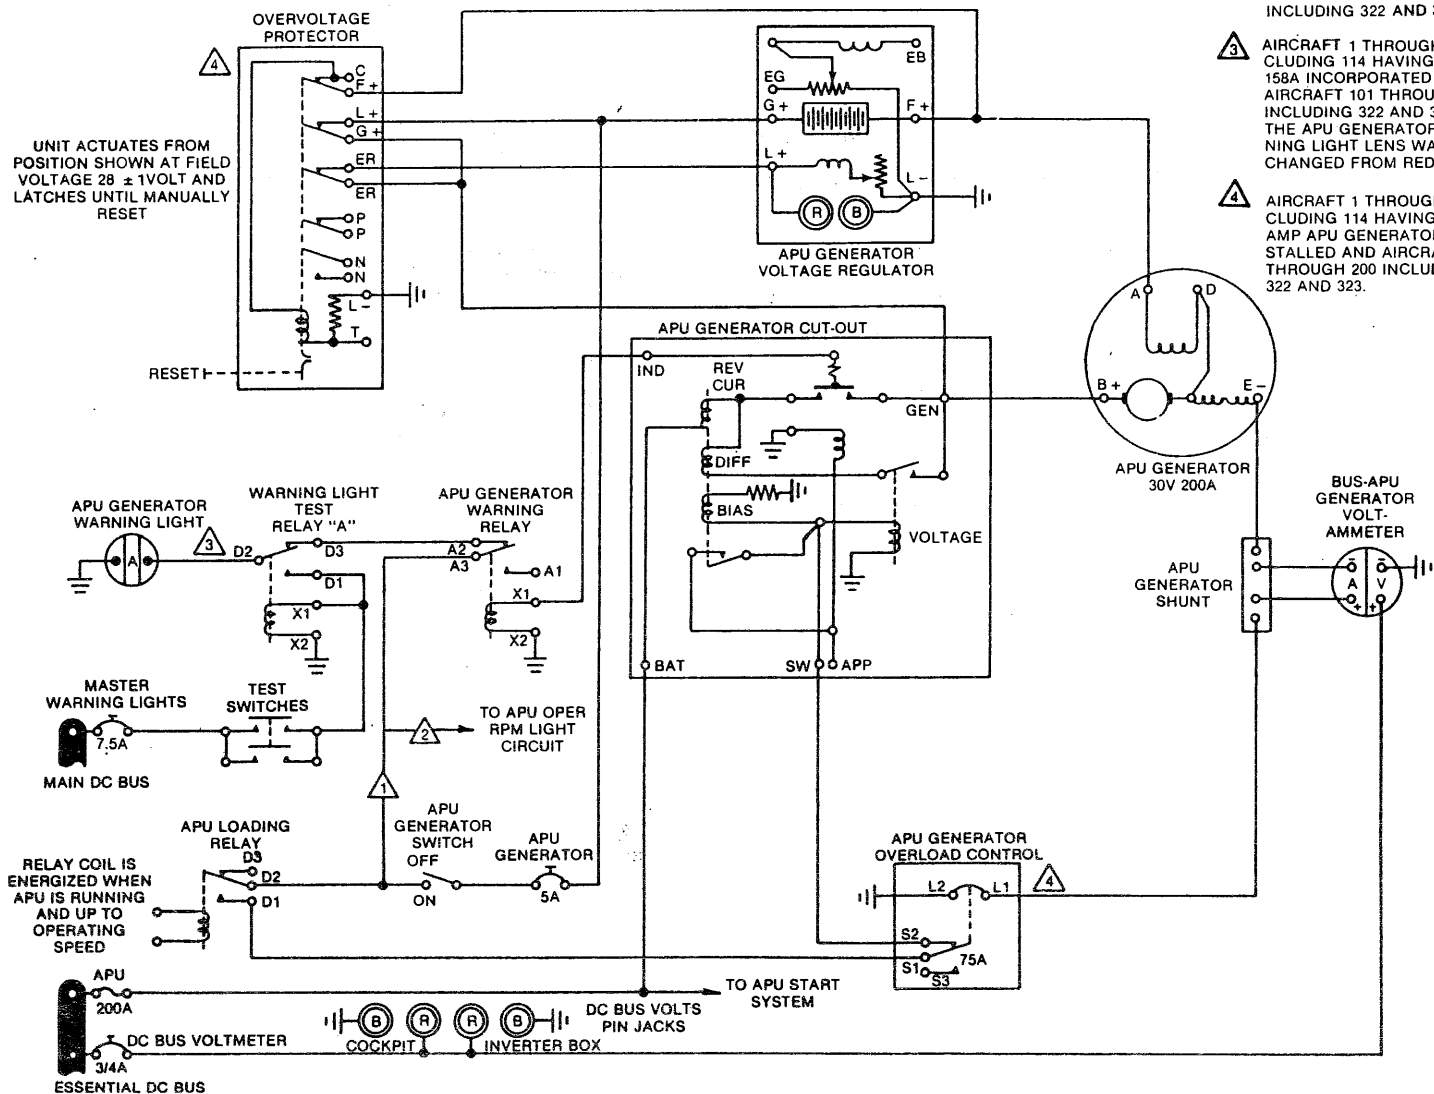 OVERVOLTAGE
PROTECTOR
4
C
F +
L +
G +
ER
ER
P
P
N
N
L -
T
RESET
UNIT ACTUATES FROM
POSITION SHOWN AT FIELD
VOLTAGE 28 ± 1VOLT AND
LATCHES UNTIL MANUALLY
RESET
EB
EG
G +
F +
L +
L -
R
B
APU GENERATOR
VOLTAGE REGULATOR
INCLUDING 322 AND
3
AIRCRAFT 1 THROUGH
CLUDING 114 HAVING
158A INCORPORATED
AIRCRAFT 101
INCLUDING 322 AND
THE APU GENERATOR
NING LIGHT LENS
CHANGED FROM RED
4
AIRCRAFT 1
CLUDING 114 HAVING
AMP APU GENERATOR
STALLED AND
THROUGH 200
322 AND 323.
A
D
B +
E -
APU GENERATOR
30V 200A
APU GENERATOR CUT-OUT
IND
REV
CUR
GEN
DIFF
BIAS
VOLTAGE
BAT
SW
APP
APU GENERATOR
WARNING LIGHT
A
3
WARNING LIGHT
TEST
RELAY "A"
D2
D3
D1
X1
X2
APU GENERATOR
WARNING
RELAY
A2
A3
A1
X1
X2
BUS-APU
GENERATOR
VOLT-
AMMETER
- -
A V
+ +
APU
GENERATOR
SHUNT
MASTER
WARNING LIGHTS
7.5A
MAIN DC BUS
TEST
SWITCHES
2
TO APU OPER
RPM LIGHT
CIRCUIT
1
APU LOADING
RELAY
D3
D2
D1
RELAY COIL IS
ENERGIZED WHEN
APU IS RUNNING
AND UP TO
OPERATING
SPEED
APU
GENERATOR
SWITCH
OFF
ON
APU
GENERATOR
5A
APU GENERATOR
OVERLOAD CONTROL
L2
L1
4
S2
S1
75A
S3
APU
200A
TO APU START
SYSTEM
DC BUS VOLTS
PIN JACKS
B
R
R
B
COCKPIT
INVERTER BOX
DC BUS VOLTMETER
3/4A
ESSENTIAL DC BUS